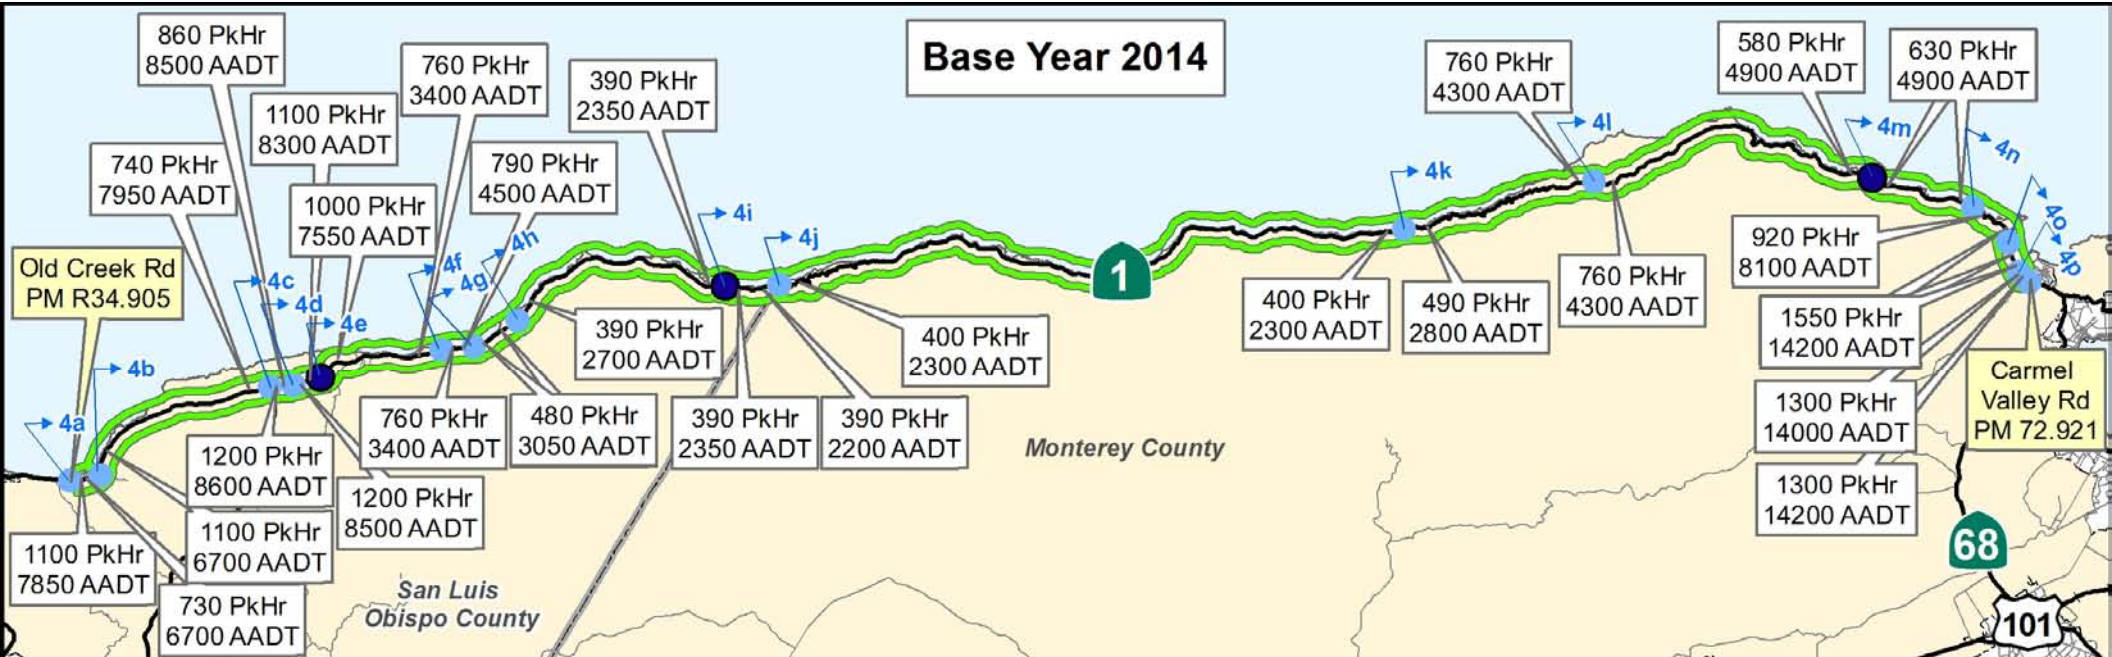 Base Year 2014
860 PkHr
8500 AADT
1100 PkHr
8300 AADT
740 PkHr
7950 AADT
1000 PkHr
7550 AADT
760 PkHr
3400 AADT
790 PkHr
4500 AADT
390 PkHr
2350 AADT
760 PkHr
4300 AADT
580 PkHr
4900 AADT
630 PkHr
4900 AADT
Old Creek Rd
PM R34.905
4a
4b
4c
4d
4e
4f
4g
4h
4i
4j
4k
4l
4m
4n
4o
4p
1
1100 PkHr
7850 AADT
730 PkHr
6700 AADT
1100 PkHr
6700 AADT
1200 PkHr
8600 AADT
1200 PkHr
8500 AADT
760 PkHr
3400 AADT
480 PkHr
3050 AADT
390 PkHr
2700 AADT
390 PkHr
2350 AADT
390 PkHr
2200 AADT
400 PkHr
2300 AADT
400 PkHr
2300 AADT
490 PkHr
2800 AADT
760 PkHr
4300 AADT
920 PkHr
8100 AADT
1550 PkHr
14200 AADT
1300 PkHr
14000 AADT
1300 PkHr
14200 AADT
Carmel
Valley Rd
PM 72.921
Monterey County
San Luis
Obispo County
68
101